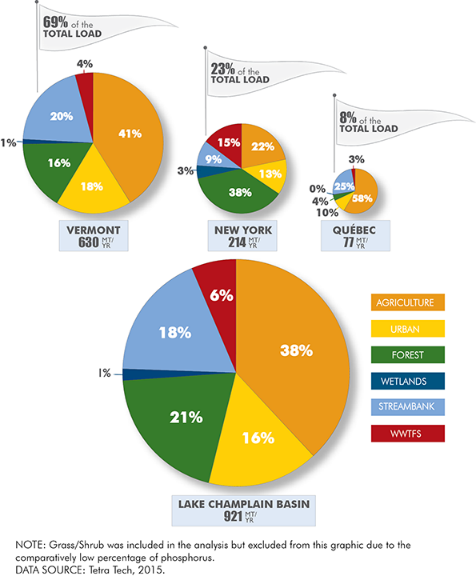 69% of the
TOTAL LOAD
23% of the
TOTAL LOAD
8% of the
TOTAL LOAD
4%
20%
41%
1%
16%
18%
15%
22%
9%
3%
13%
38%
3%
0%
25%
4%
58%
10%
VERMONT
630 MT/YR
NEW YORK
214 MT/YR
QUÉBEC
77 MT/YR
6%
18%
38%
1%
21%
16%
AGRICULTURE
URBAN
FOREST
WETLANDS
STREAMBANK
WWTFS
LAKE CHAMPLAIN BASIN
921 MT/YR
NOTE: Grass/Shrub was included in the analysis but excluded from this graphic due to the
comparatively low percentage of phosphorus.
DATA SOURCE: Tetra Tech, 2015.